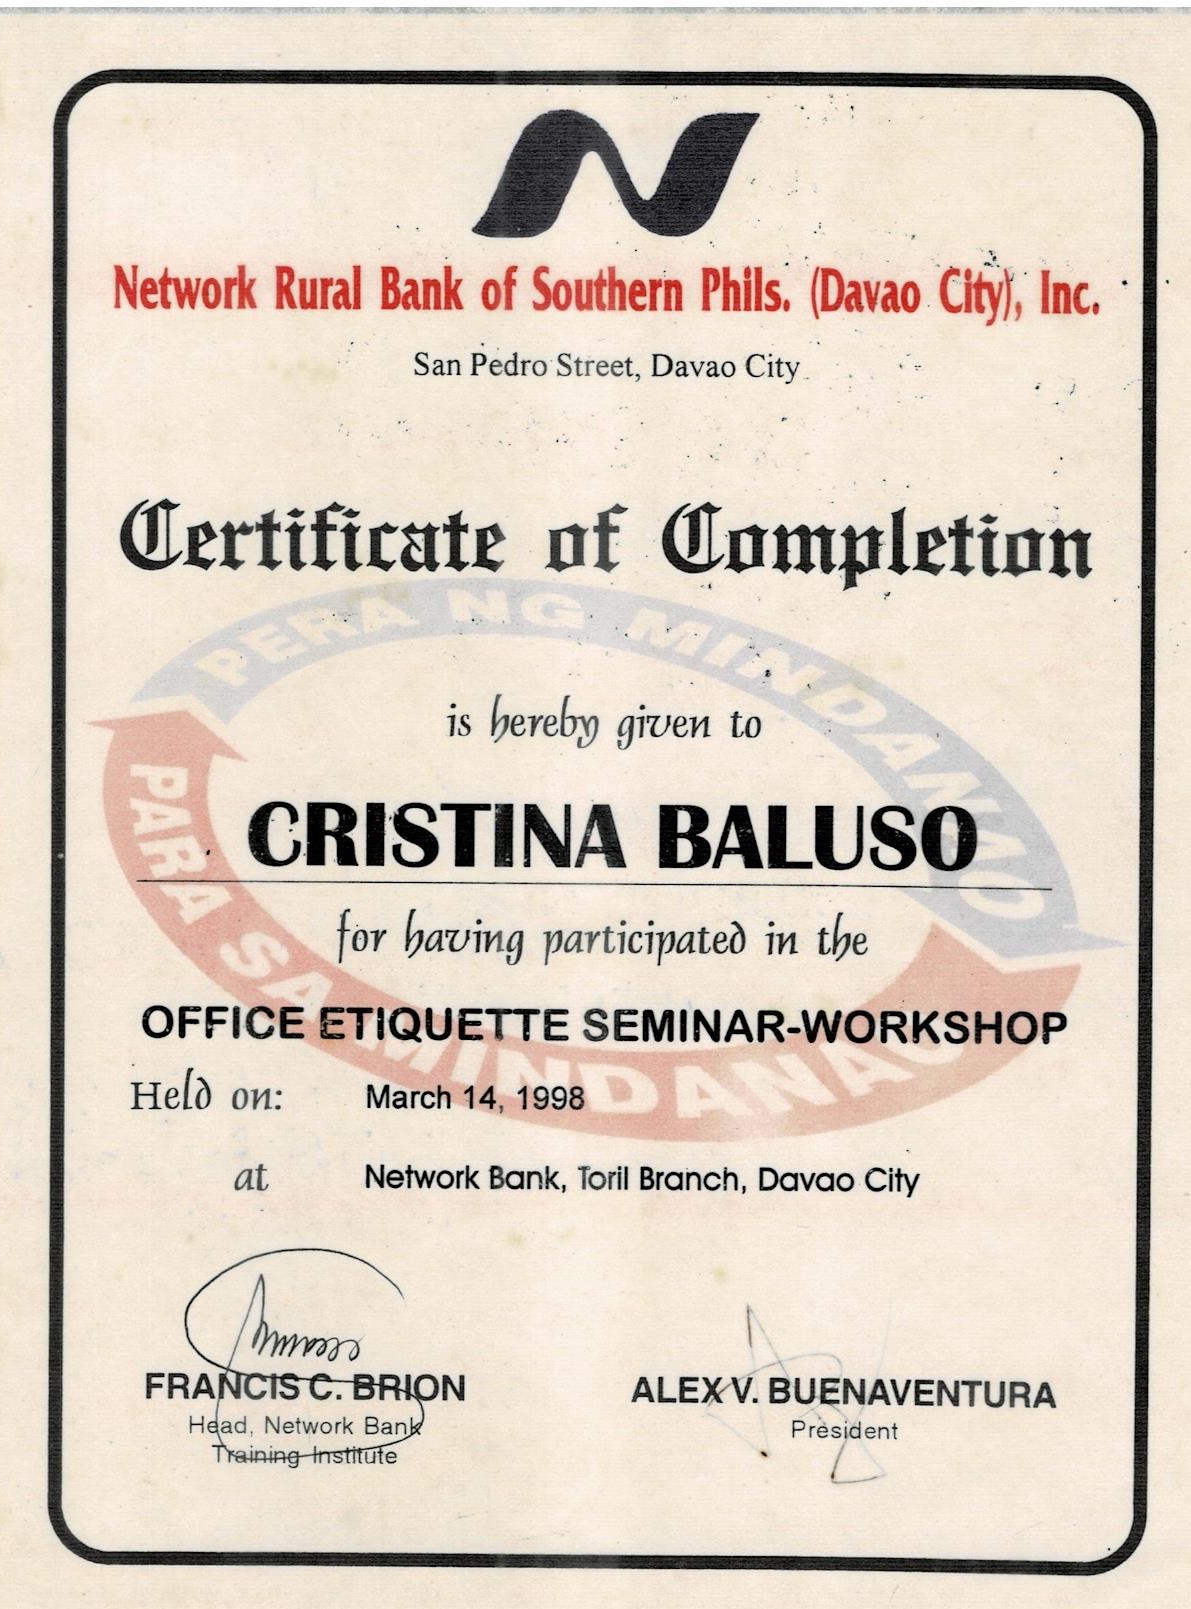 Network Rural Bank of Southern Phils. (Davao City), Inc.
San Pedro Street, Davao City
Certificate of Completion
PERA NG MINDANAO
PARA SA MINDANAO
is hereby given to
CRISTINA BALUSO
for having participated in the
OFFICE ETIQUETTE SEMINAR-WORKSHOP
Held on: March 14, 1998
at Network Bank, Toril Branch, Davao City
FRANCIS C. BRION
Head, Network Bank
Training Institute
ALEX V. BUENAVENTURA
President